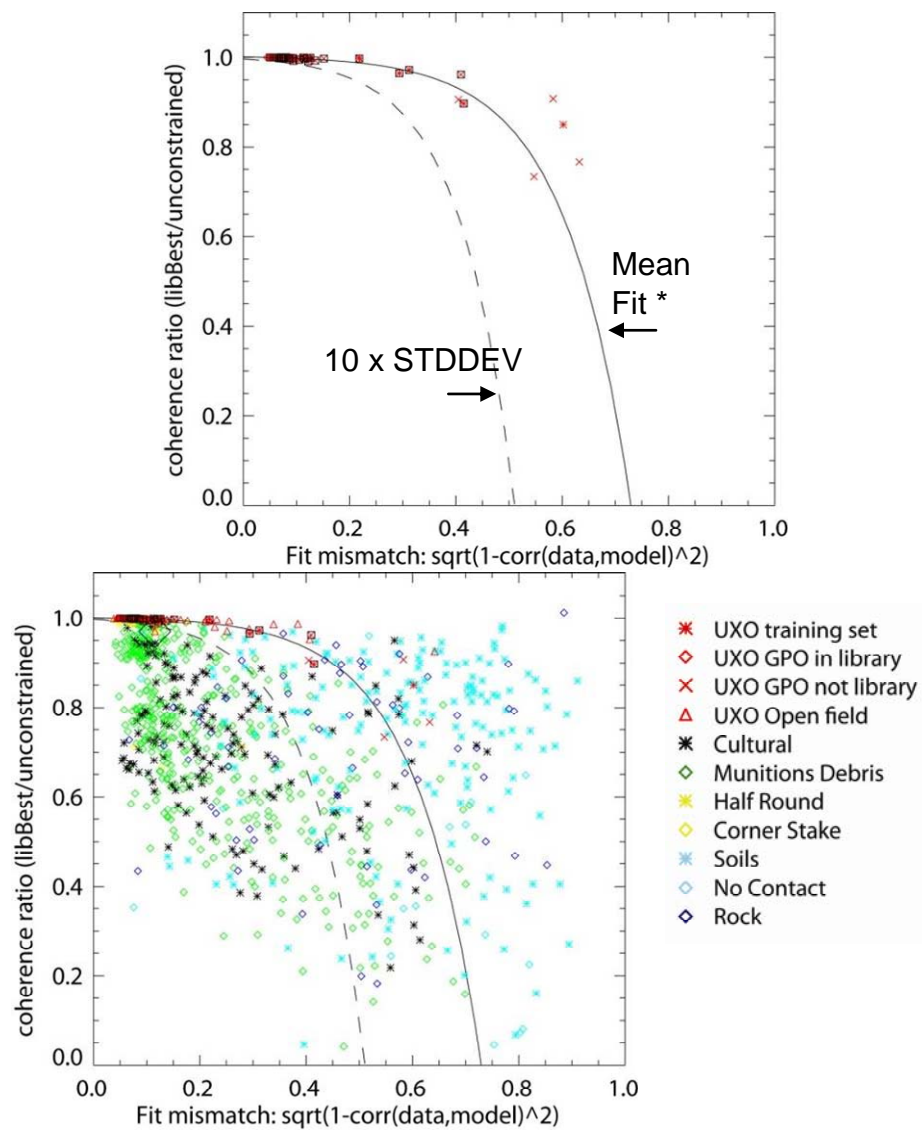 1.0
0.8
0.6
0.4
0.2
0.0
coherence ratio (libBest/unconstrained)
Mean
Fit *
10 x STDDEV
0.0 0.2 0.4 0.6 0.8 1.0
Fit mismatch: sqrt(1-corr(data,model)^2)
1.0
0.8
0.6
0.4
0.2
0.0
coherence ratio (libBest/unconstrained)
0.0 0.2 0.4 0.6 0.8 1.0
Fit mismatch: sqrt(1-corr(data,model)^2)
UXO training set
UXO GPO in library
UXO GPO not library
UXO Open field
Cultural
Munitions Debris
Half Round
Corner Stake
Soils
No Contact
Rock